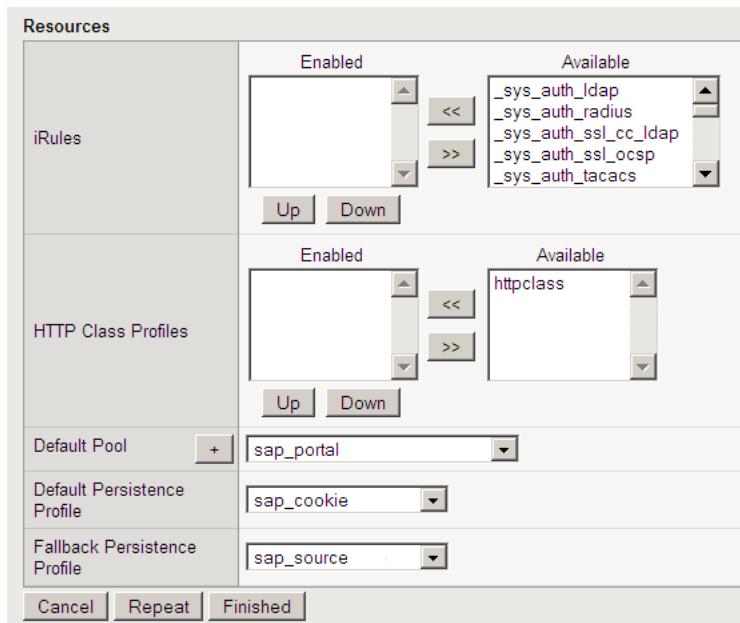 Resources
iRules
Enabled
Available
<<
>>
_sys_auth_ldap
_sys_auth_radius
_sys_auth_ssl_cc_ldap
_sys_auth_ssl_ocsp
_sys_auth_tacacs
Up Down
HTTP Class Profiles
Enabled
Available
<<
>>
httpclass
Up Down
Default Pool + sap_portal
Default Persistence
Profile
sap_cookie
Fallback Persistence
Profile
sap_source
Cancel Repeat Finished